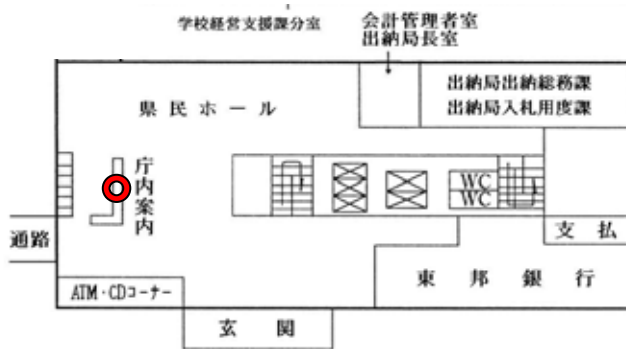 学校経営支援課分室
会計管理者室
出納局長室
出納局出納総務課
出納局入札用度課
県民ホール
庁内案内
WC
WC
通路
支払
東邦銀行
ATM・CDコーナー
玄関